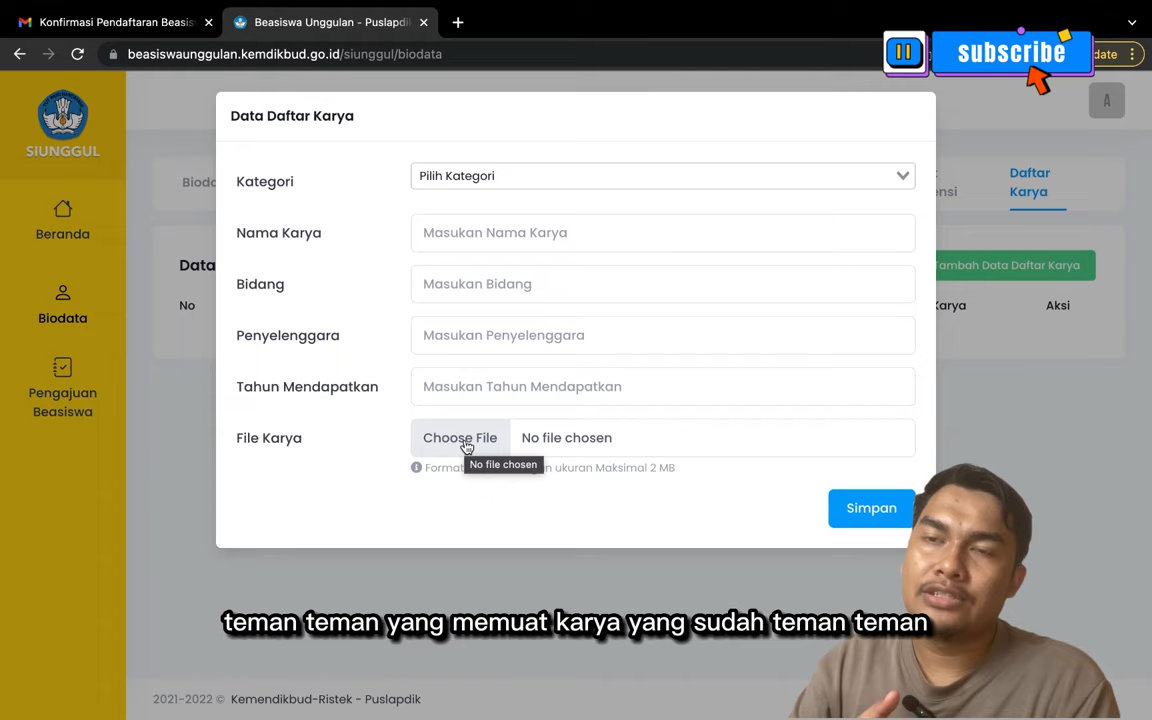 Konfirmasi Pendaftaran Beasis
Beasiswa Unggulan - Puslapdik
beasiswaunggulan.kemdikbud.go.id/siunggul/biodata
subscribe
date
SIUNGGUL
Beranda
Biodata
Pengajuan
Beasiswa
A
Data Daftar Karya
Kategori
Pilih Kategori
Nama Karya
Masukan Nama Karya
Bidang
Masukan Bidang
Penyelenggara
Masukan Penyelenggara
Tahun Mendapatkan
Masukan Tahun Mendapatkan
File Karya
Choose File
No file chosen
No file chosen
Format
ukuran Maksimal 2 MB
Simpan
Bioda
Daftar
Karya
Data
Tambah Data Daftar Karya
No
Karya
Aksi
teman teman yang memuat karya yang sudah teman teman
2021-2022 © Kemendikbud-Ristek - Puslapdik